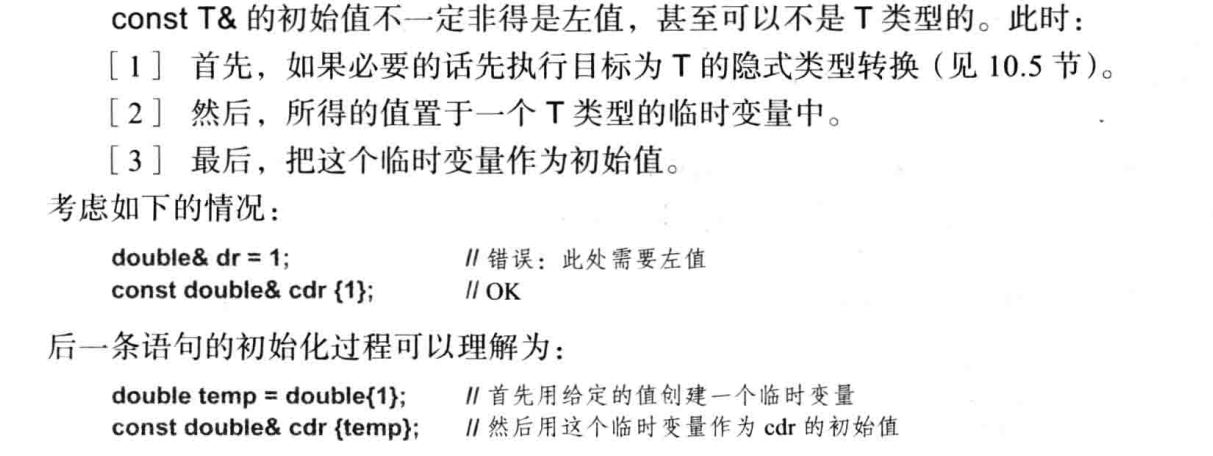 const T& 的初始值不一定非得是左值，甚至可以不是 T 类型的。此时：
［1］ 首先，如果必要的话先执行目标为 T 的隐式类型转换（见 10.5 节）。
［2］ 然后，所得的值置于一个 T 类型的临时变量中。
［3］ 最后，把这个临时变量作为初始值。
考虑如下的情况：
double& dr = 1; // 错误：此处需要左值
const double& cdr {1}; // OK
后一条语句的初始化过程可以理解为：
double temp = double{1}; // 首先用给定的值创建一个临时变量
const double& cdr {temp}; // 然后用这个临时变量作为 cdr 的初始值